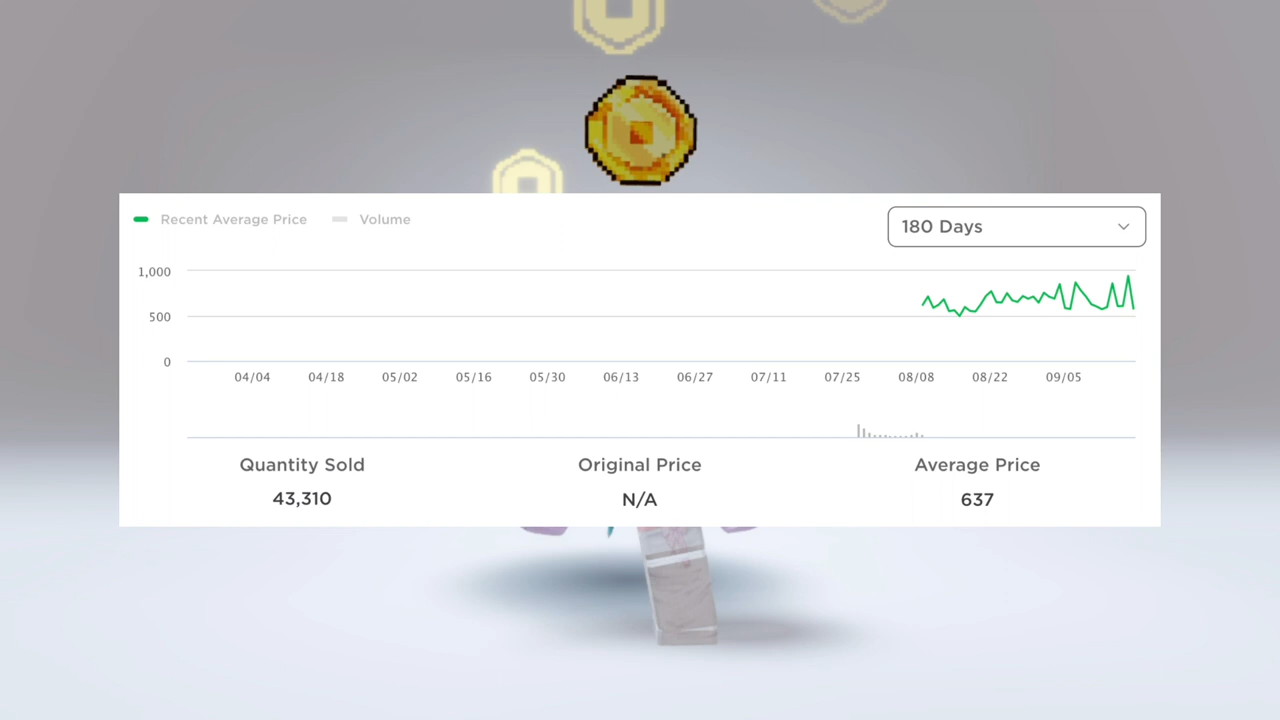 Recent Average Price Volume
180 Days
1,000
500
0
04/04 04/18 05/02 05/16 05/30 06/13 06/27 07/11 07/25 08/08 08/22 09/05
Quantity Sold Original Price Average Price
43,310 N/A 637